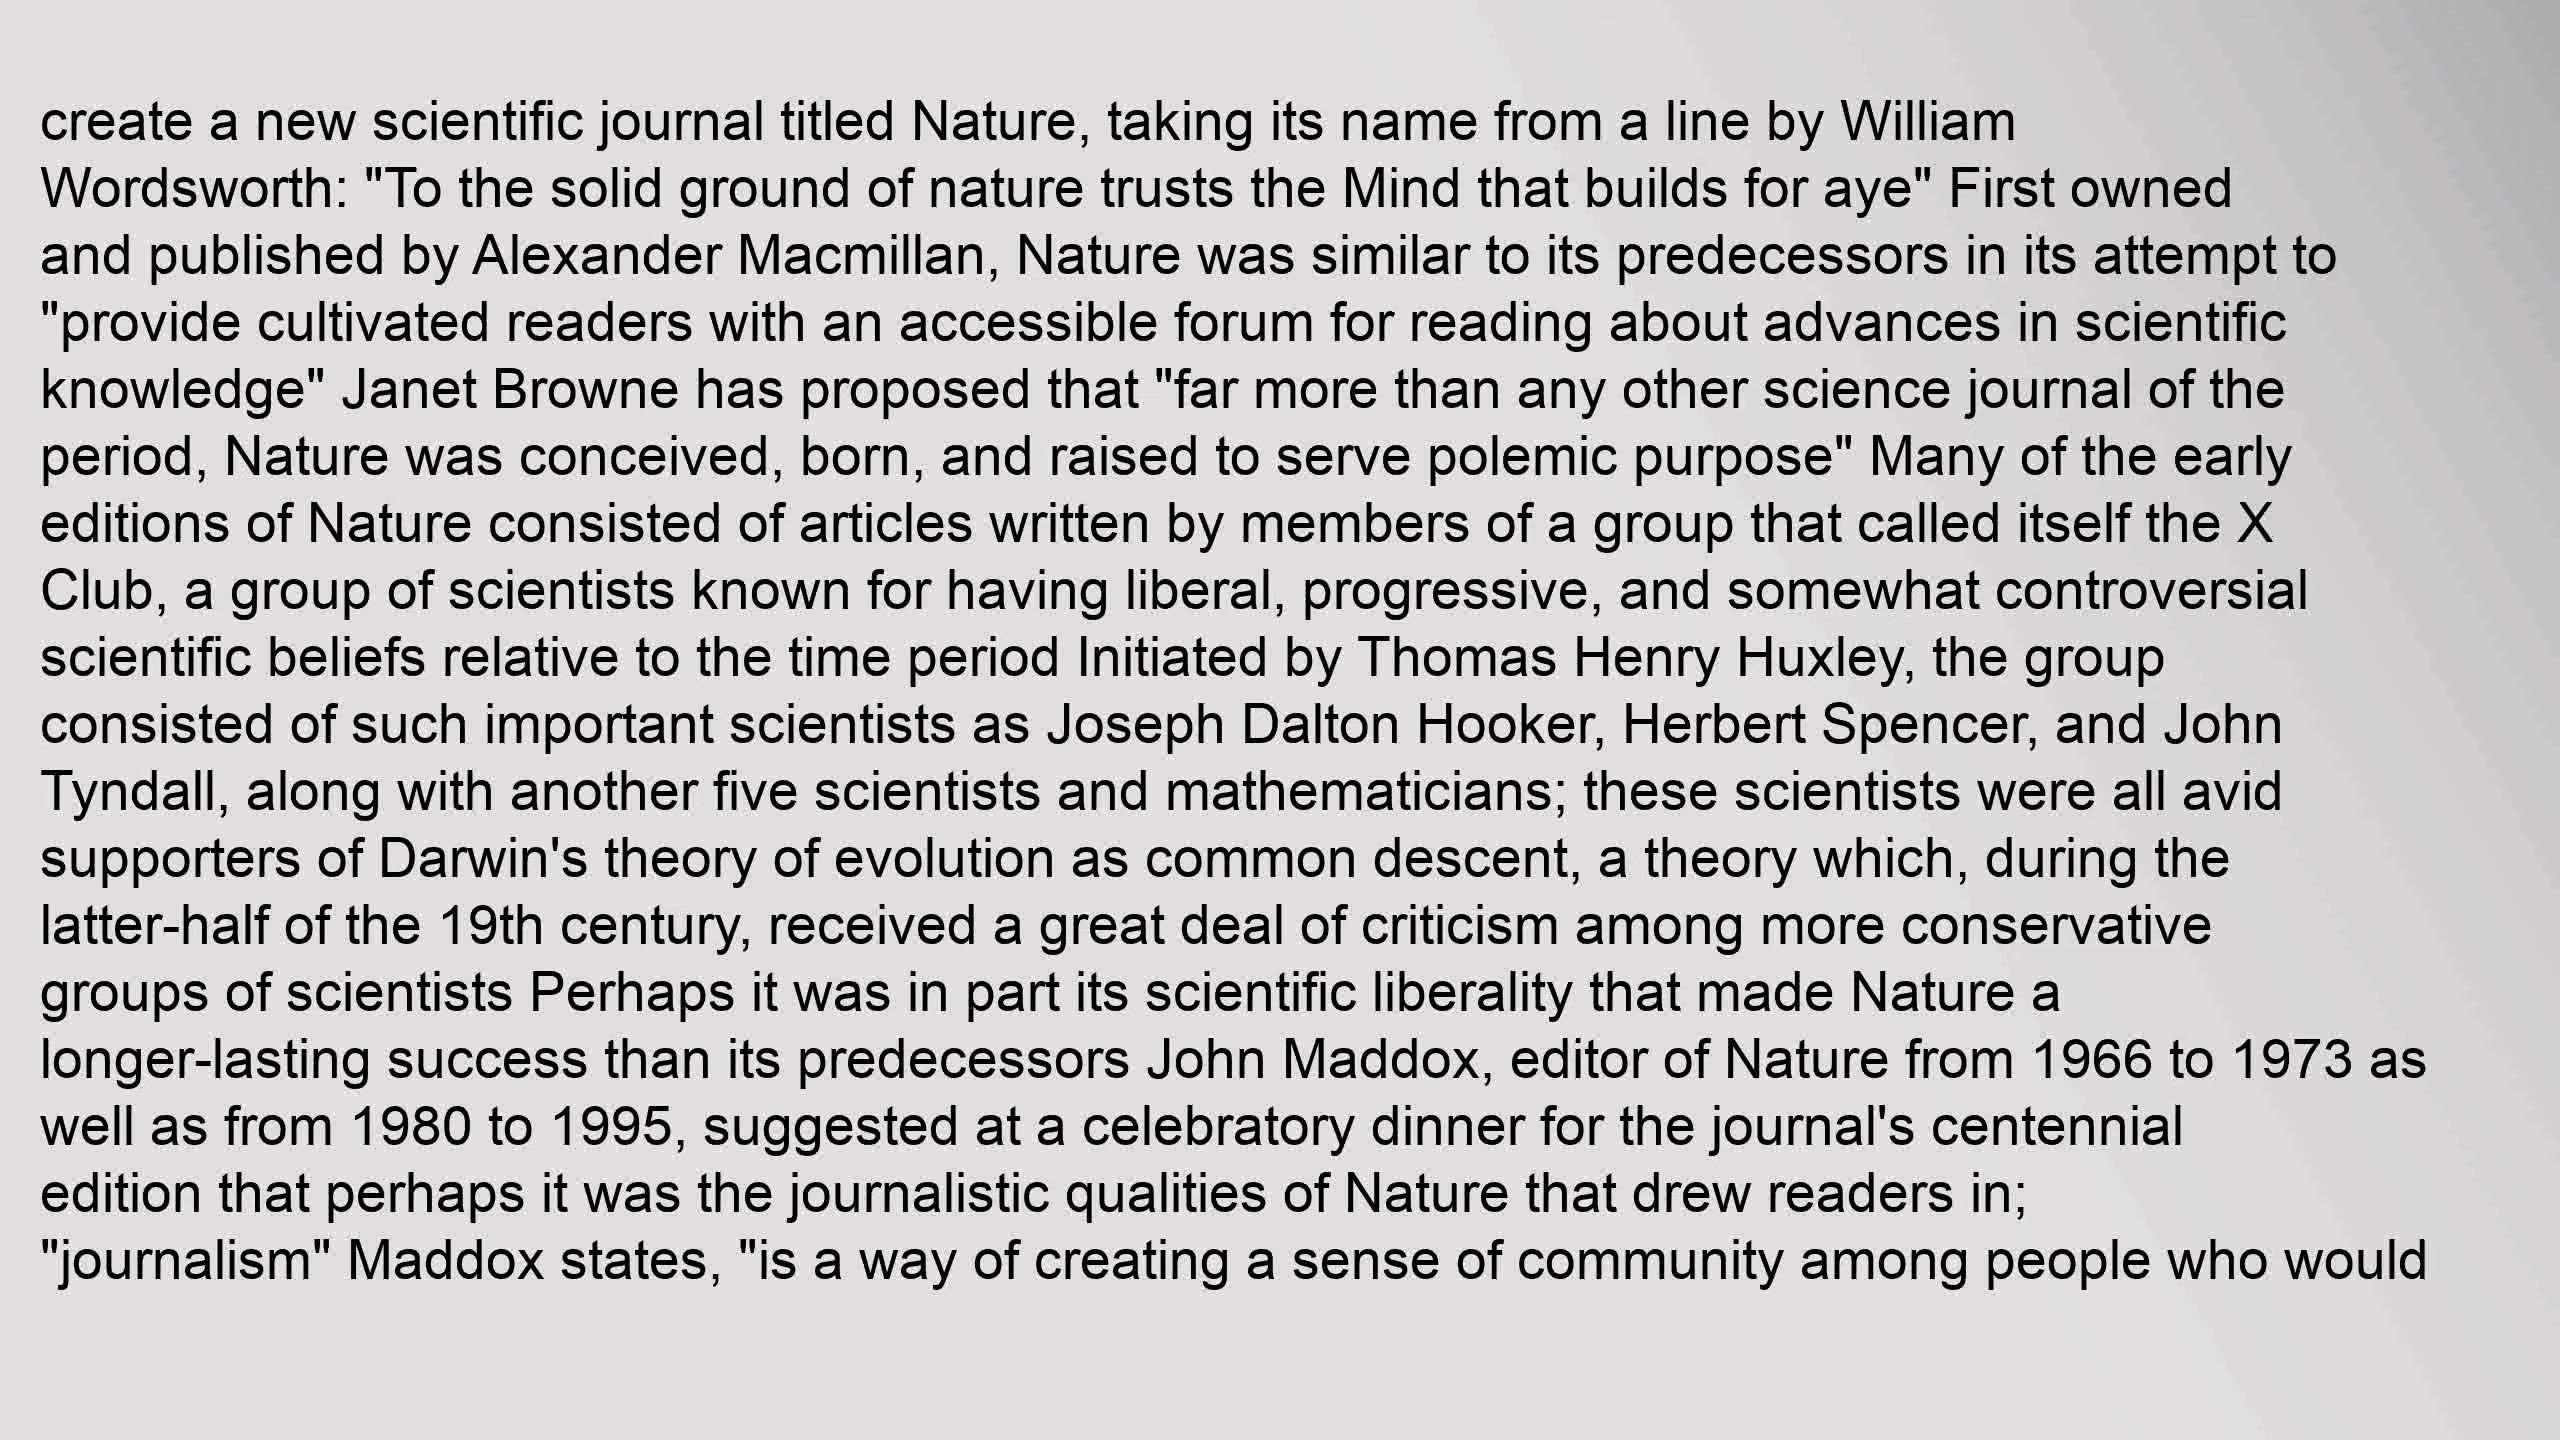 create a new scientific journal titled Nature, taking its name from a line by William
Wordsworth: "To the solid ground of nature trusts the Mind that builds for aye" First owned
and published by Alexander Macmillan, Nature was similar to its predecessors in its attempt to
"provide cultivated readers with an accessible forum for reading about advances in scientific
knowledge" Janet Browne has proposed that "far more than any other science journal of the
period, Nature was conceived, born, and raised to serve polemic purpose" Many of the early
editions of Nature consisted of articles written by members of a group that called itself the X
Club, a group of scientists known for having liberal, progressive, and somewhat controversial
scientific beliefs relative to the time period Initiated by Thomas Henry Huxley, the group
consisted of such important scientists as Joseph Dalton Hooker, Herbert Spencer, and John
Tyndall, along with another five scientists and mathematicians; these scientists were all avid
supporters of Darwin's theory of evolution as common descent, a theory which, during the
latter-half of the 19th century, received a great deal of criticism among more conservative
groups of scientists Perhaps it was in part its scientific liberality that made Nature a
longer-lasting success than its predecessors John Maddox, editor of Nature from 1966 to 1973 as
well as from 1980 to 1995, suggested at a celebratory dinner for the journal's centennial
edition that perhaps it was the journalistic qualities of Nature that drew readers in;
"journalism" Maddox states, "is a way of creating a sense of community among people who would